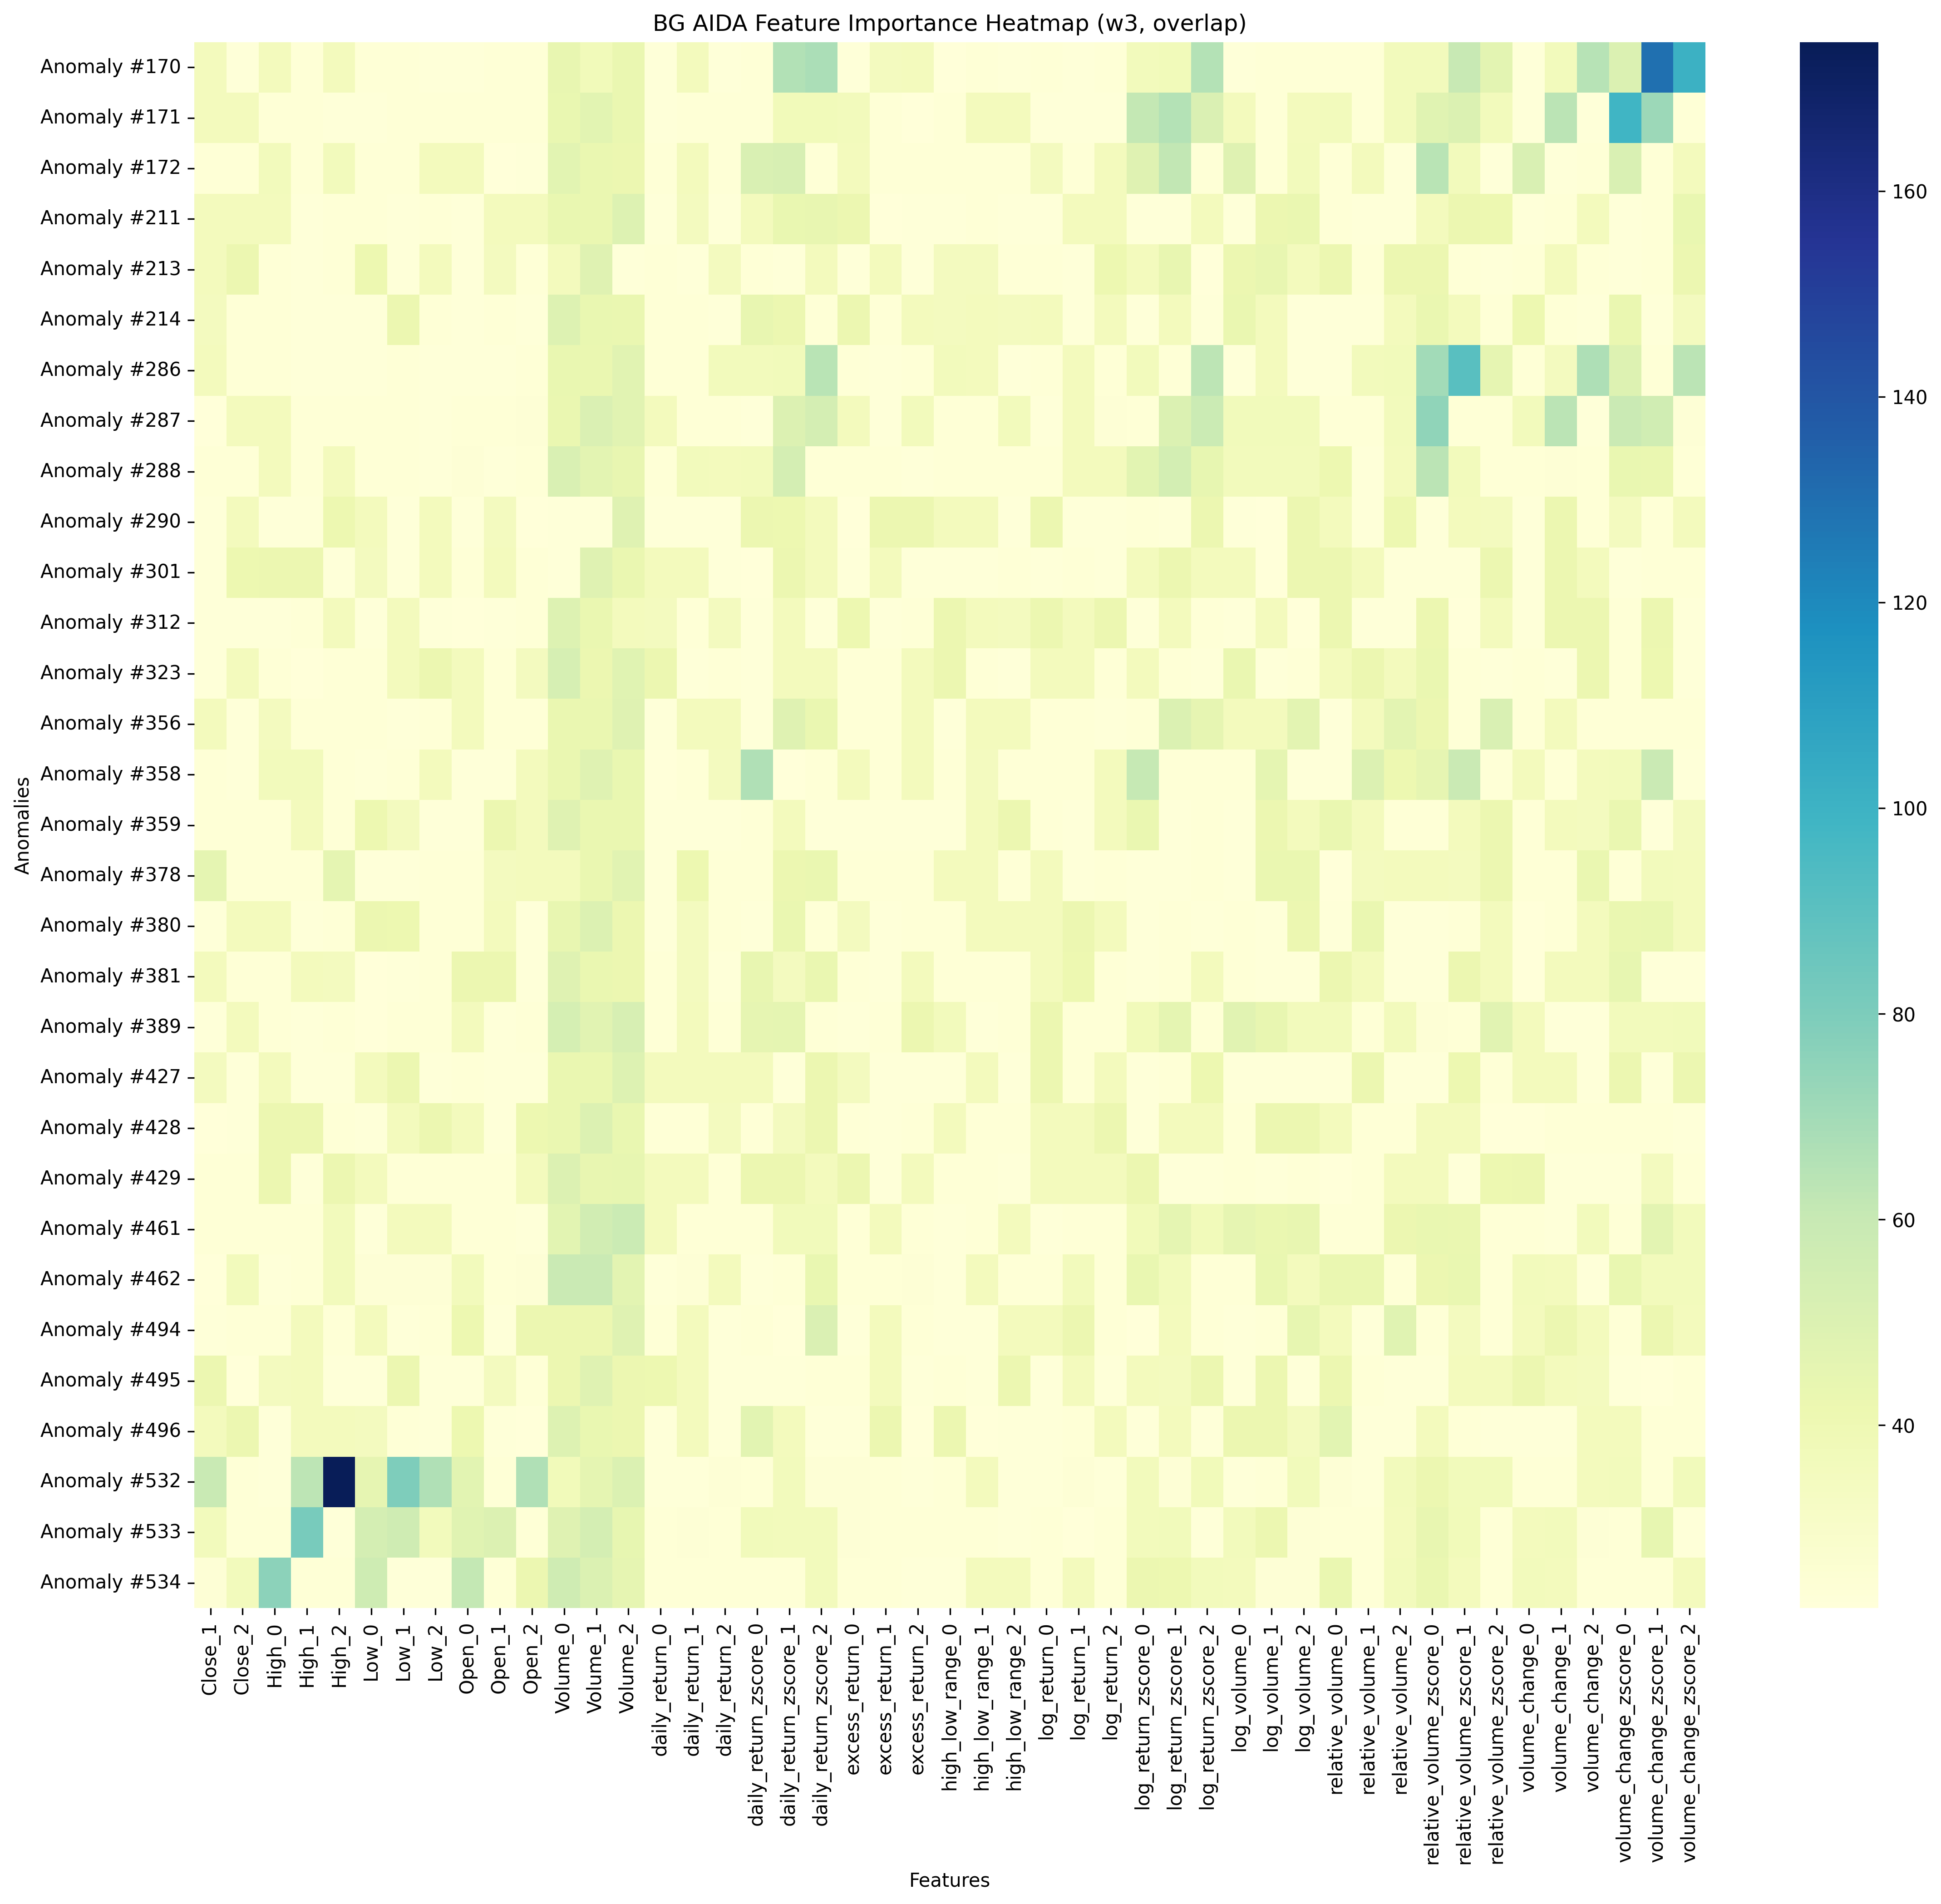 BG AIDA Feature Importance Heatmap (w3, overlap)
Anomalies
Anomaly #170
Anomaly #171
Anomaly #172
Anomaly #211
Anomaly #213
Anomaly #214
Anomaly #286
Anomaly #287
Anomaly #288
Anomaly #290
Anomaly #301
Anomaly #312
Anomaly #323
Anomaly #356
Anomaly #358
Anomaly #359
Anomaly #378
Anomaly #380
Anomaly #381
Anomaly #389
Anomaly #427
Anomaly #428
Anomaly #429
Anomaly #461
Anomaly #462
Anomaly #494
Anomaly #495
Anomaly #496
Anomaly #532
Anomaly #533
Anomaly #534
Close_1
Close_2
High_0
High_1
High_2
Low_0
Low_1
Low_2
Open_0
Open_1
Open_2
Volume_0
Volume_1
Volume_2
daily_return_0
daily_return_1
daily_return_2
daily_return_zscore_0
daily_return_zscore_1
daily_return_zscore_2
excess_return_0
excess_return_1
excess_return_2
high_low_range_0
high_low_range_1
high_low_range_2
log_return_0
log_return_1
log_return_2
log_return_zscore_0
log_return_zscore_1
log_return_zscore_2
log_volume_0
log_volume_1
log_volume_2
relative_volume_0
relative_volume_1
relative_volume_2
relative_volume_zscore_0
relative_volume_zscore_1
relative_volume_zscore_2
volume_change_0
volume_change_1
volume_change_2
volume_change_zscore_0
volume_change_zscore_1
volume_change_zscore_2
Features
160
140
120
100
80
60
40